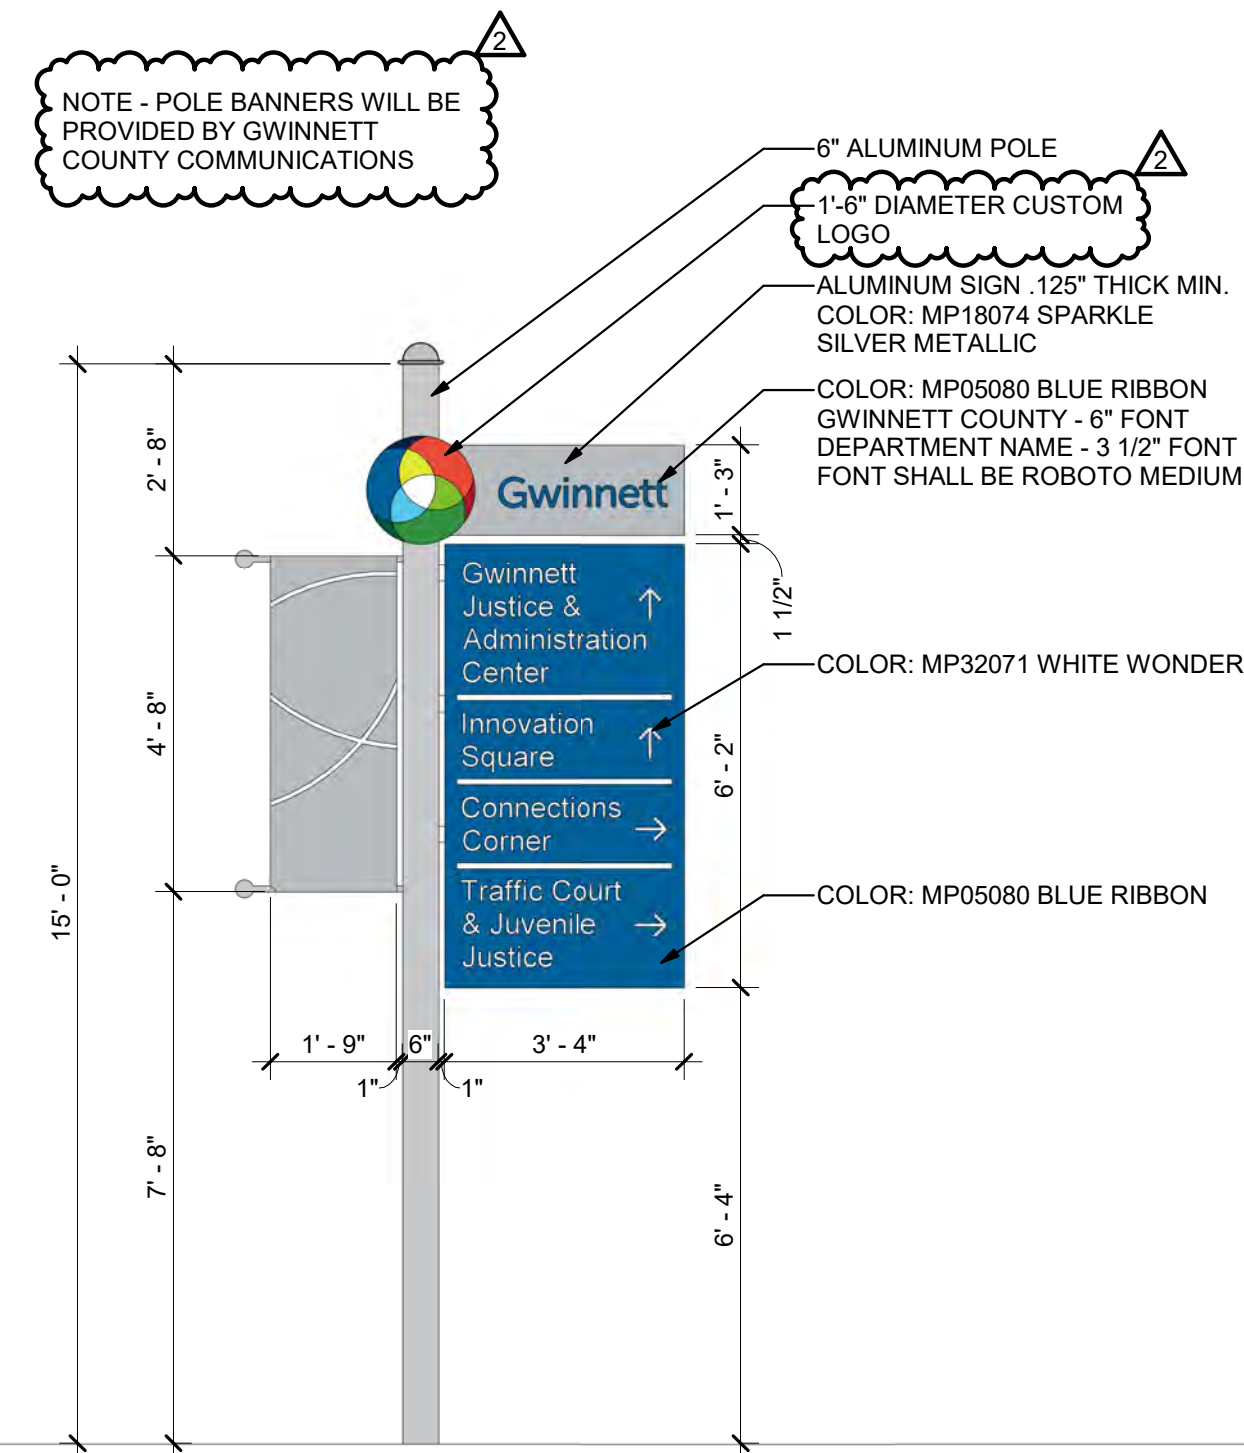 2
NOTE - POLE BANNERS WILL BE
PROVIDED BY GWINNETT
COUNTY COMMUNICATIONS
6" ALUMINUM POLE
2
1'-6" DIAMETER CUSTOM
LOGO
ALUMINUM SIGN .125" THICK MIN.
COLOR: MP18074 SPARKLE
SILVER METALLIC
COLOR: MP05080 BLUE RIBBON
GWINNETT COUNTY - 6" FONT
DEPARTMENT NAME - 3 1/2" FONT
FONT SHALL BE ROBOTO MEDIUM
2' - 8"
Gwinnett
1' - 3"
Gwinnett
Justice &
Administration
Center
1 1/2"
COLOR: MP32071 WHITE WONDER
4' - 8"
Innovation
Square
6' - 2"
Connections
Corner
15' - 0"
Traffic Court
& Juvenile
Justice
COLOR: MP05080 BLUE RIBBON
1' - 9"
6"
3' - 4"
1"
1"
7' - 8"
6' - 4"